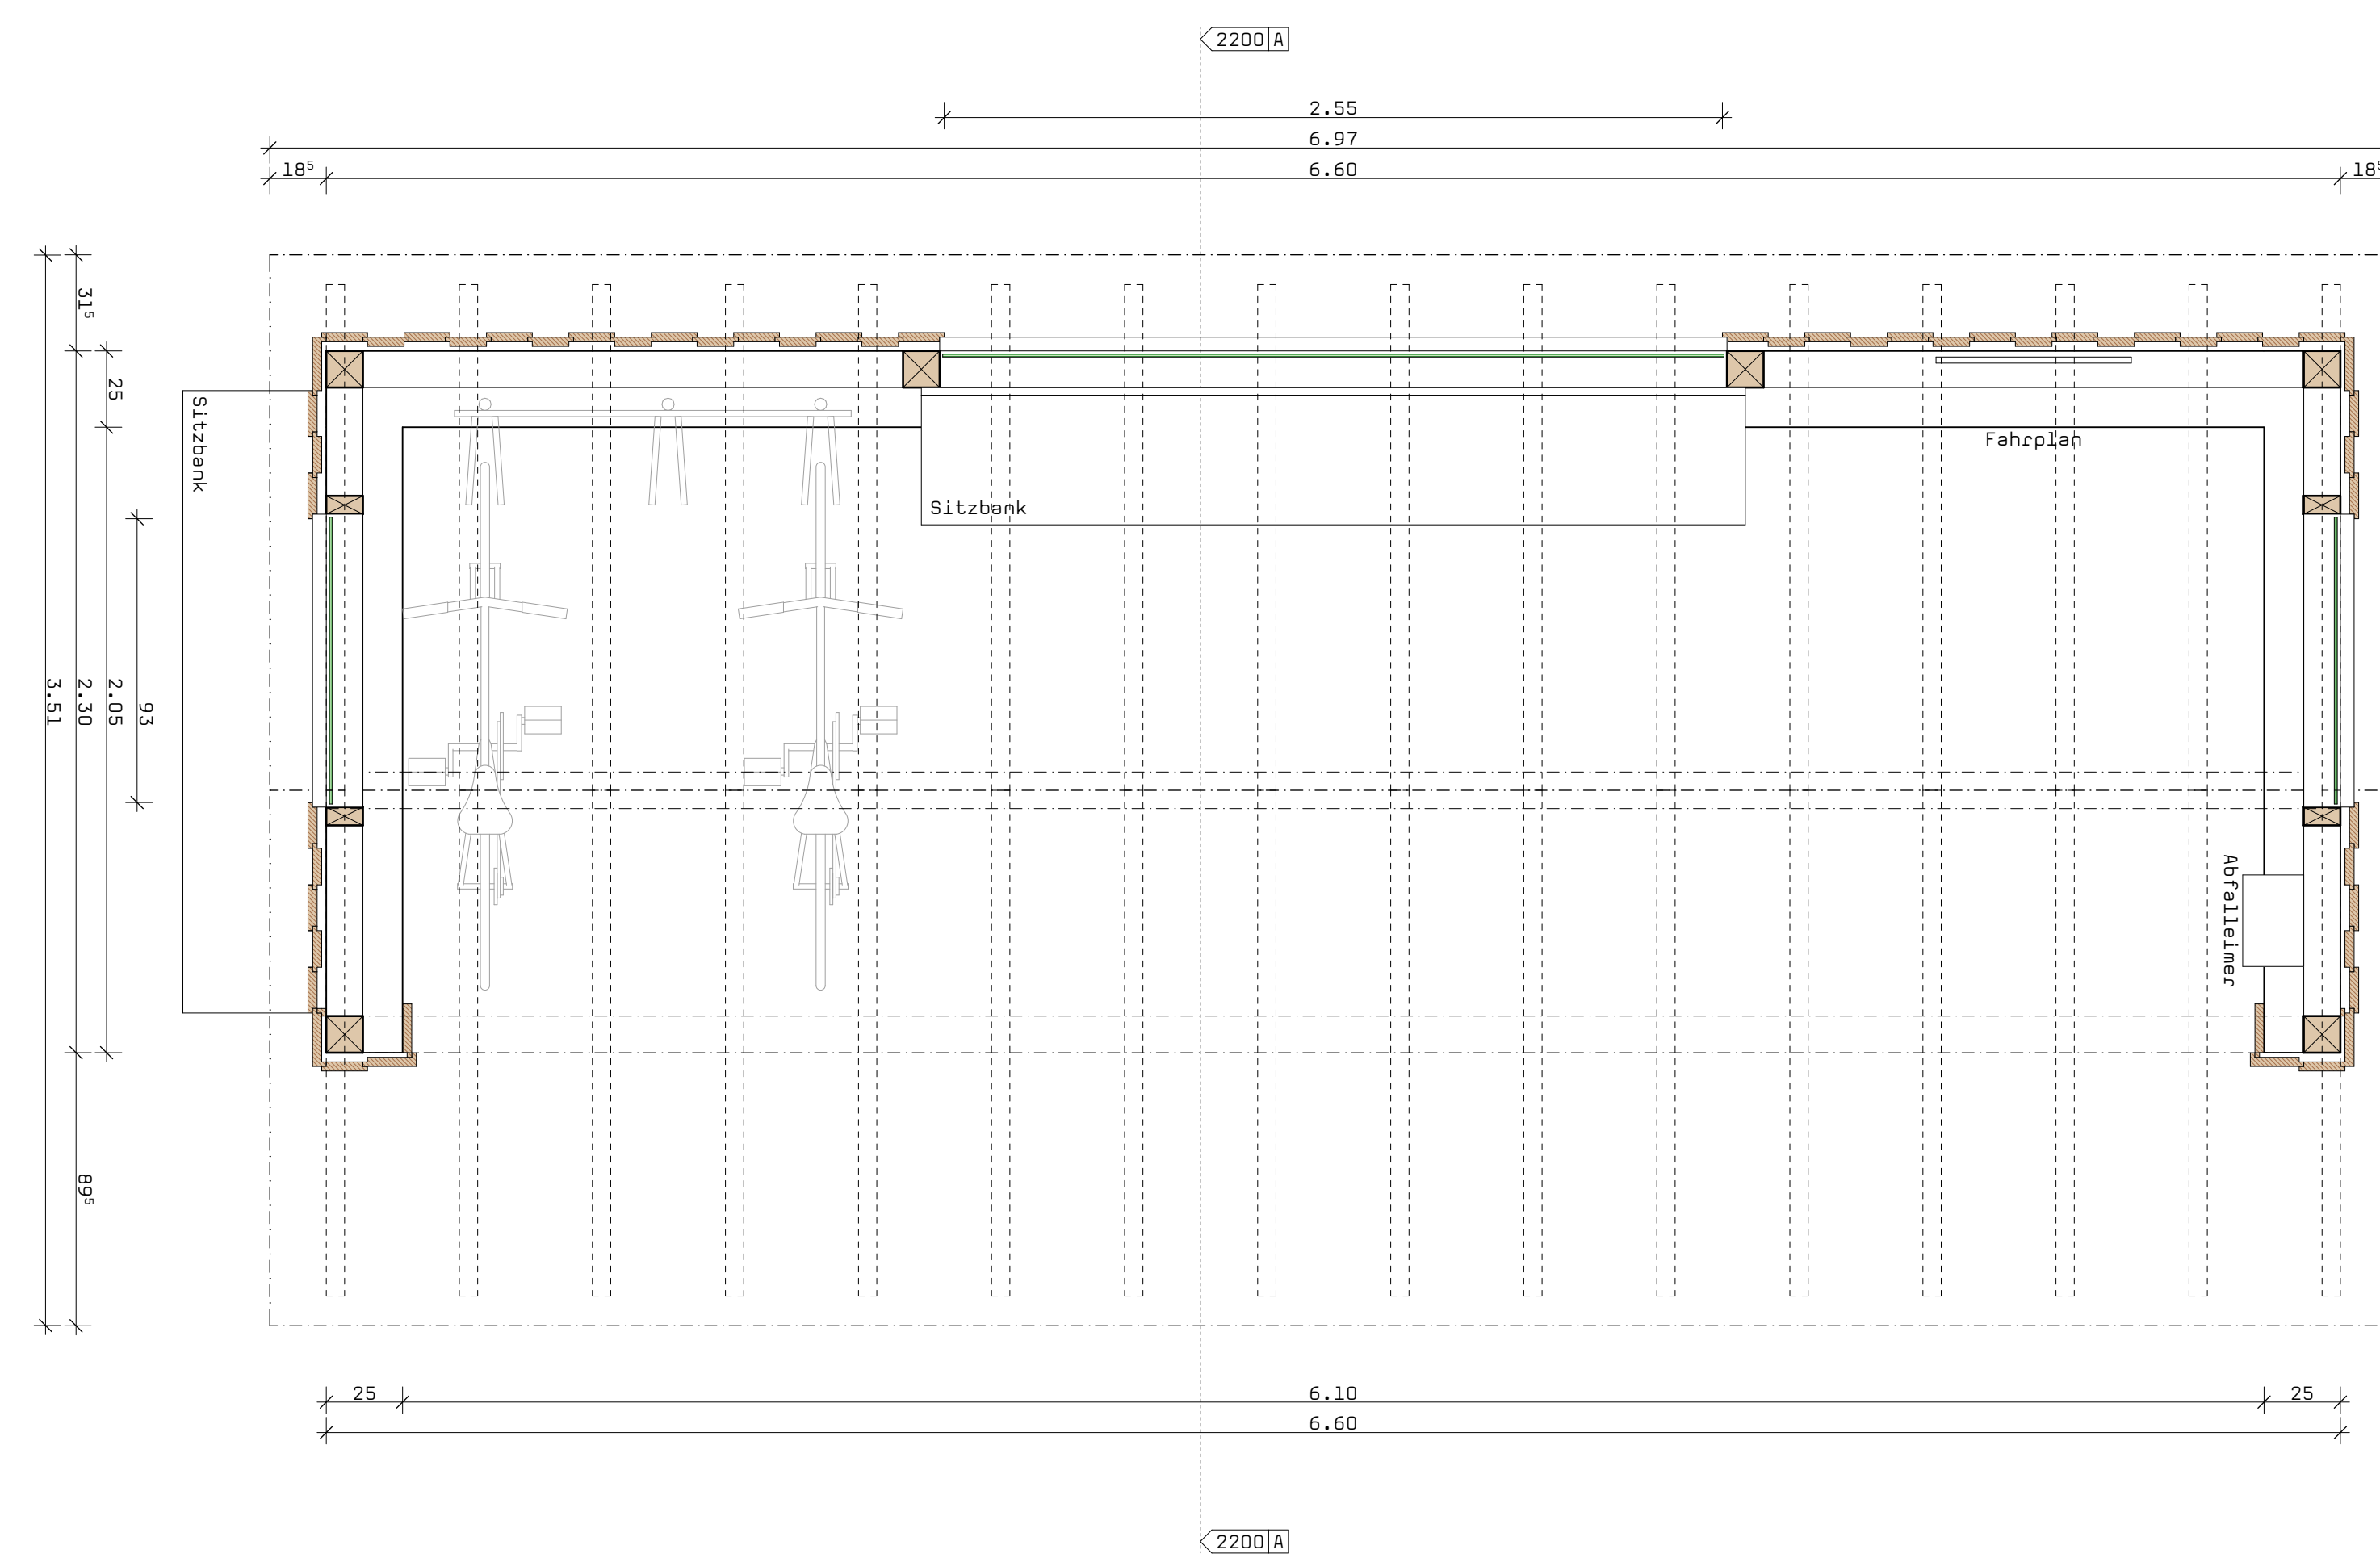 2200 A
2.55
6.97
18⁵
6.60
18⁵
31⁵
25
Sitzbank
Fahrplan
Sitzbank
3.51
2.30
2.05
93
Abfalleimer
89⁵
25
6.10
25
6.60
2200 A